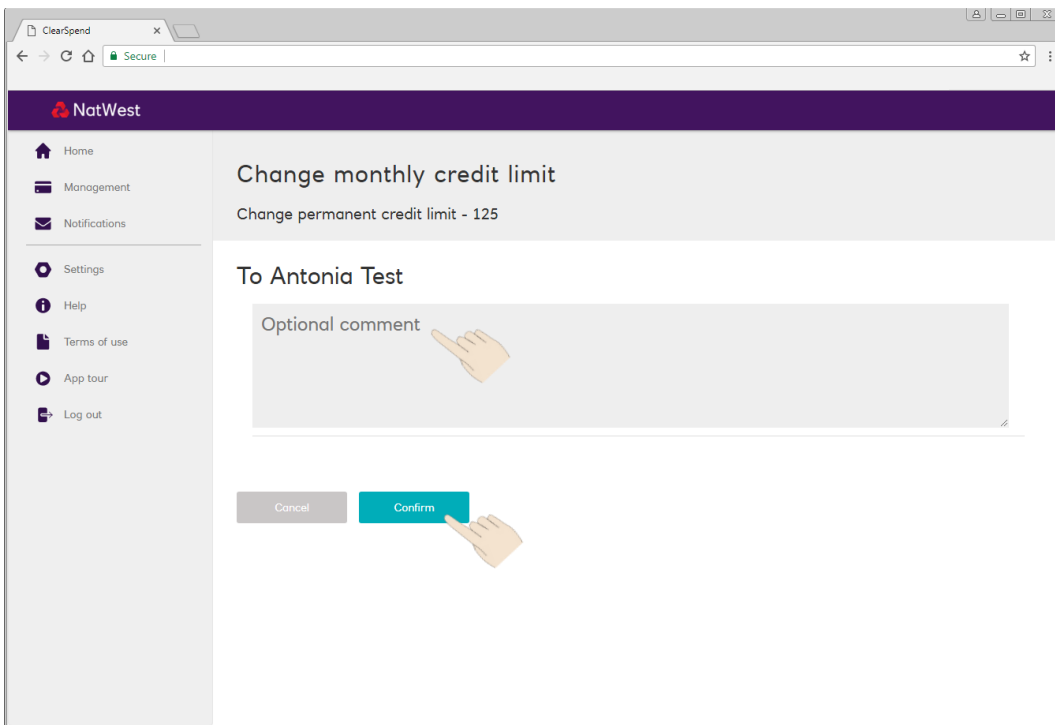 ClearSpend
Secure
NatWest
Home
Management
Notifications
Settings
Help
Terms of use
App tour
Log out
Change monthly credit limit
Change permanent credit limit - 125
To Antonia Test
Optional comment
Cancel
Confirm